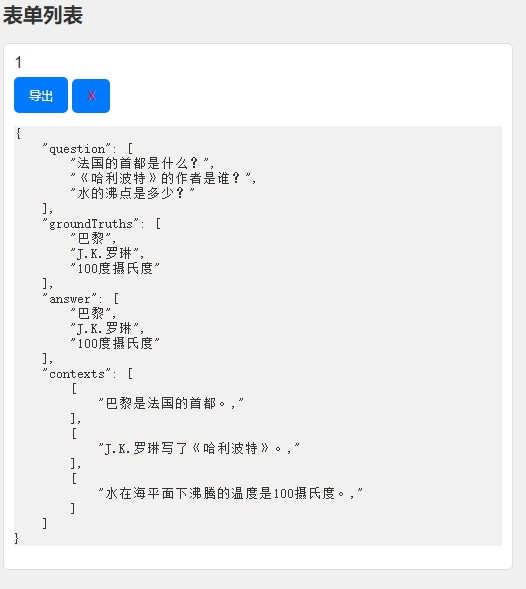 表单列表
1
导出 X
{
    "question": [
        "法国的首都是什么？",
        "《哈利波特》的作者是谁？",
        "水的沸点是多少？"
    ],
    "groundTruths": [
        "巴黎",
        "J.K.罗琳",
        "100度摄氏度"
    ],
    "answer": [
        "巴黎",
        "J.K.罗琳",
        "100度摄氏度"
    ],
    "contexts": [
        [
            "巴黎是法国的首都。,"
        ],
        [
            "J.K.罗琳写了《哈利波特》。,"
        ],
        [
            "水在海平面下沸腾的温度是100摄氏度。,"
        ]
    ]
}